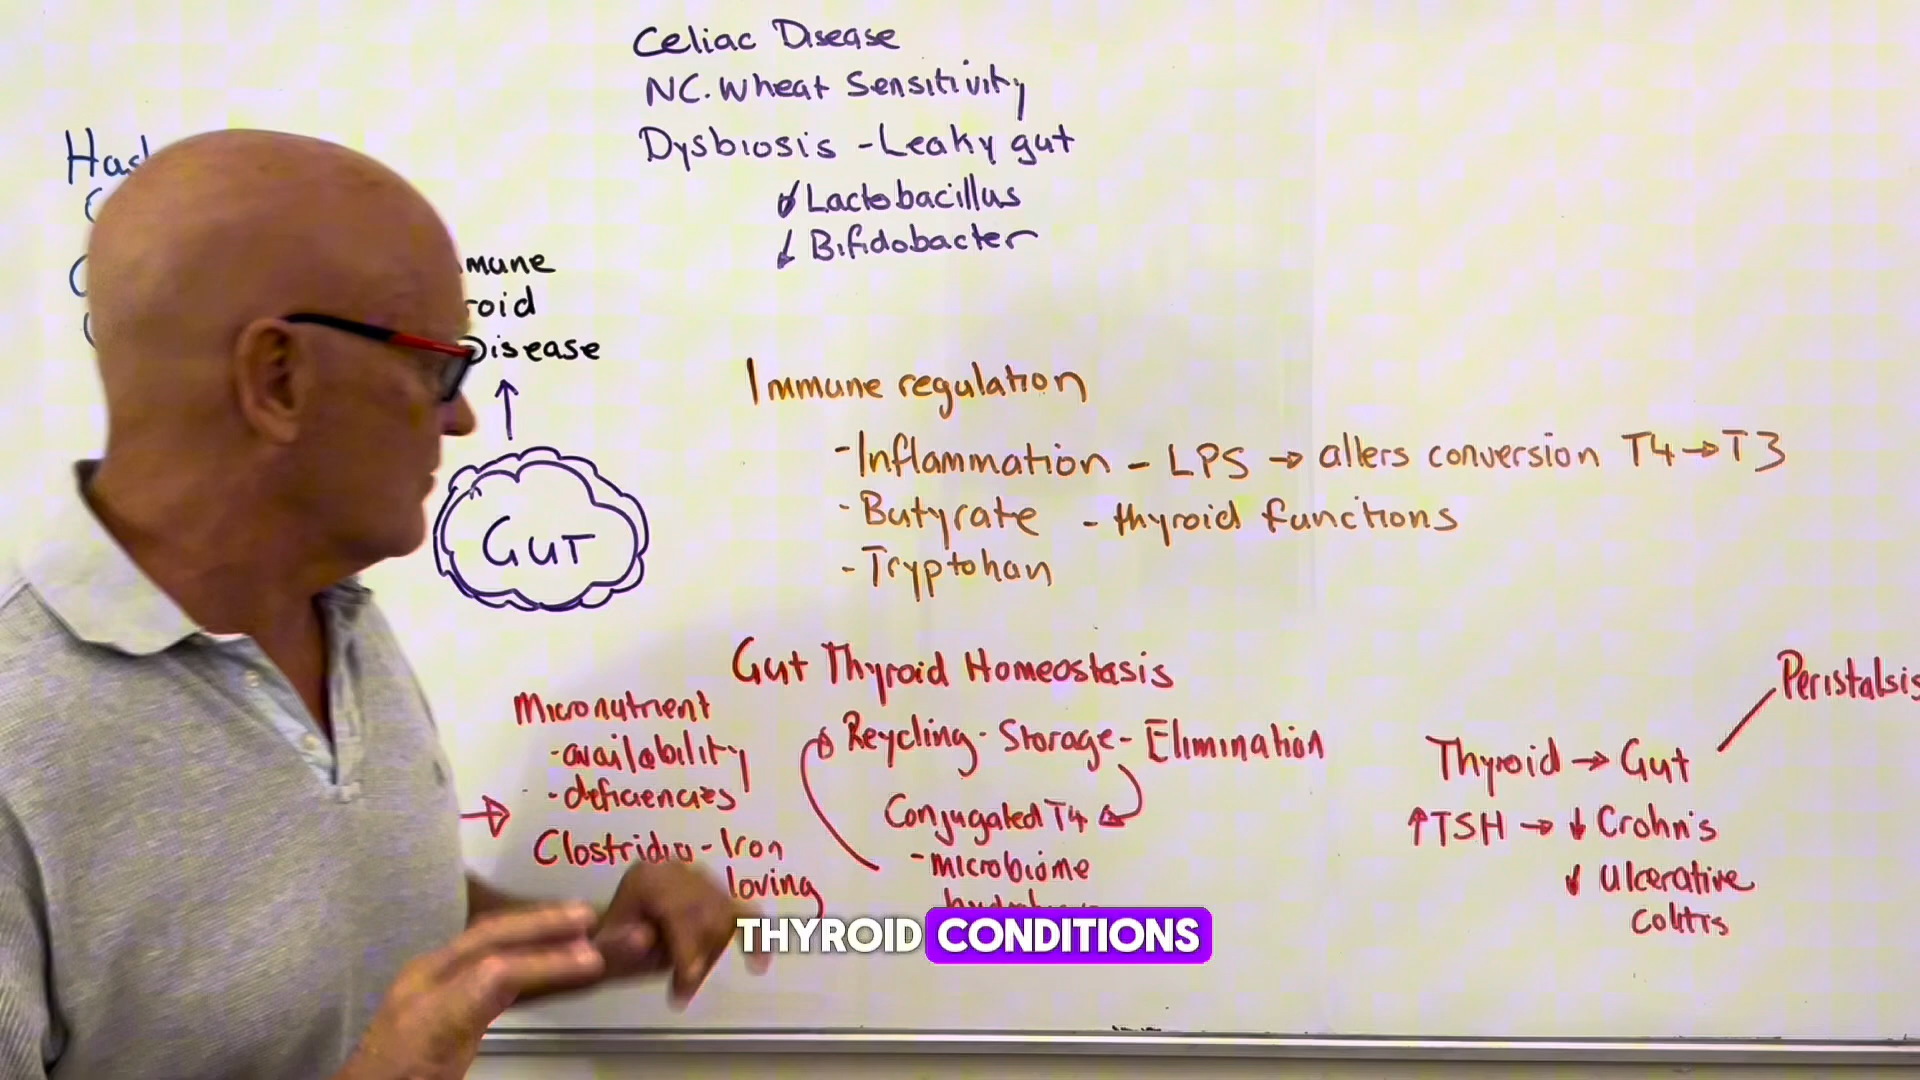 Celiac Disease
NC. Wheat Sensitivity
Dysbiosis - Leaky gut
↓ Lactobacillus
↓ Bifidobacter
Has
mune
roid
Disease
GUT
Immune regulation
- Inflammation - LPS → alters conversion T4 → T3
- Butyrate - thyroid functions
- Tryptohan
Gut Thyroid Homeostasis
Micronutrient
- availability
- deficiencies
Clostridia - Iron
loving
Reycling - Storage - Elimination
Conjugated T4
- microbiome
Peristalsis
Thyroid → Gut
↑TSH → ↓ Crohn's
↓ Ulcerative
Colitis
THYROID CONDITIONS